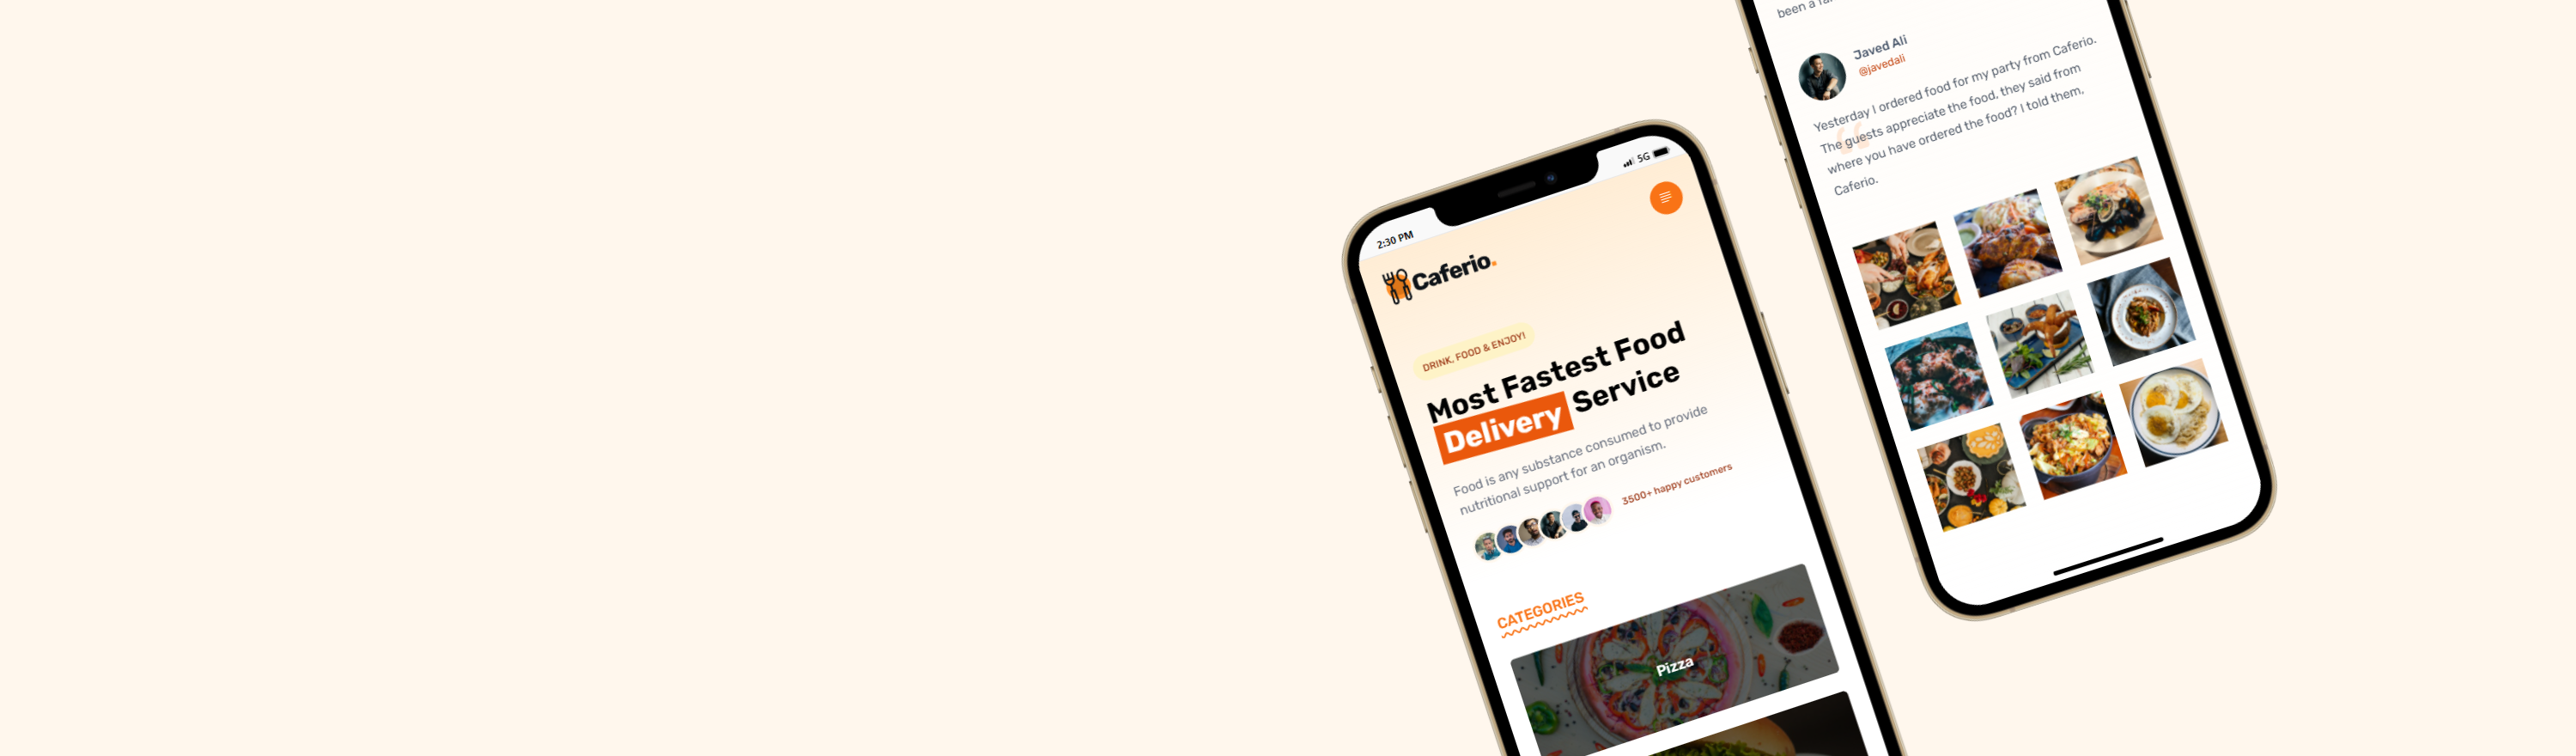 2:30 PM
5G
Caferio.
DRINK, FOOD & ENJOY!
Most Fastest Food
Delivery Service
Food is any substance consumed to provide
nutritional support for an organism.
3500+ happy customers
CATEGORIES
Pizza
been a
Javed Ali
@javedali
Yesterday I ordered food for my party from Caferio.
The guests appreciate the food, they said from
where you have ordered the food? I told them,
Caferio.